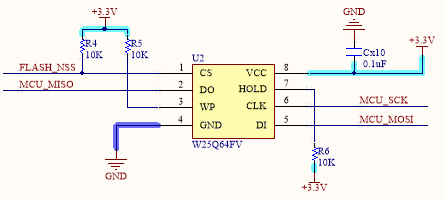 +3.3V
GND
+3.3V
R4
10K
R5
10K
U2
Cx10
0.1uF
FLASH_NSS
1
CS
VCC
8
MCU_MISO
2
DO
HOLD
7
3
WP
CLK
6
MCU_SCK
4
GND
DI
5
MCU_MOSI
W25Q64FV
R6
10K
GND
+3.3V